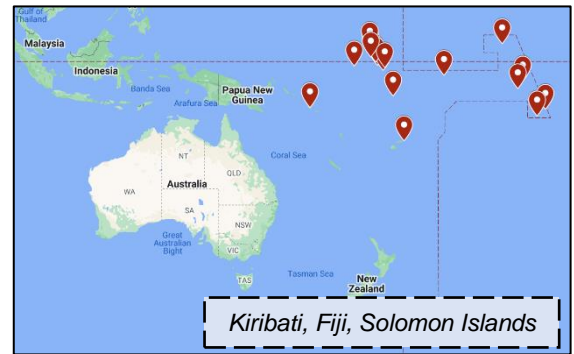 Gulf of
Thailand
Malaysia
Indonesia
Banda Sea
Arafura Sea
Papua New
Guinea
Coral Sea
NT
QLD
WA
Australia
SA
NSW
Great
Australian
Bight
VIC
TAS
Tasman Sea
New
Zealand
Kiribati, Fiji, Solomon Islands